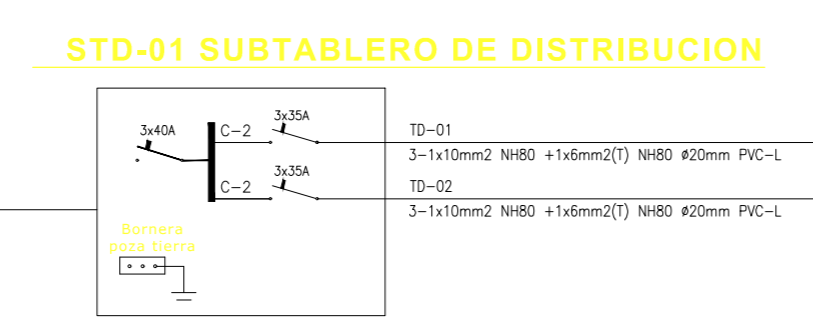 STD-01 SUBTABLERO DE DISTRIBUCION
3x40A
C-2
3x35A
TD-01
3-1x10mm2 NH80 +1x6mm2(T) NH80 ø20mm PVC-L
C-2
3x35A
TD-02
3-1x10mm2 NH80 +1x6mm2(T) NH80 ø20mm PVC-L
Bornera
poza tierra